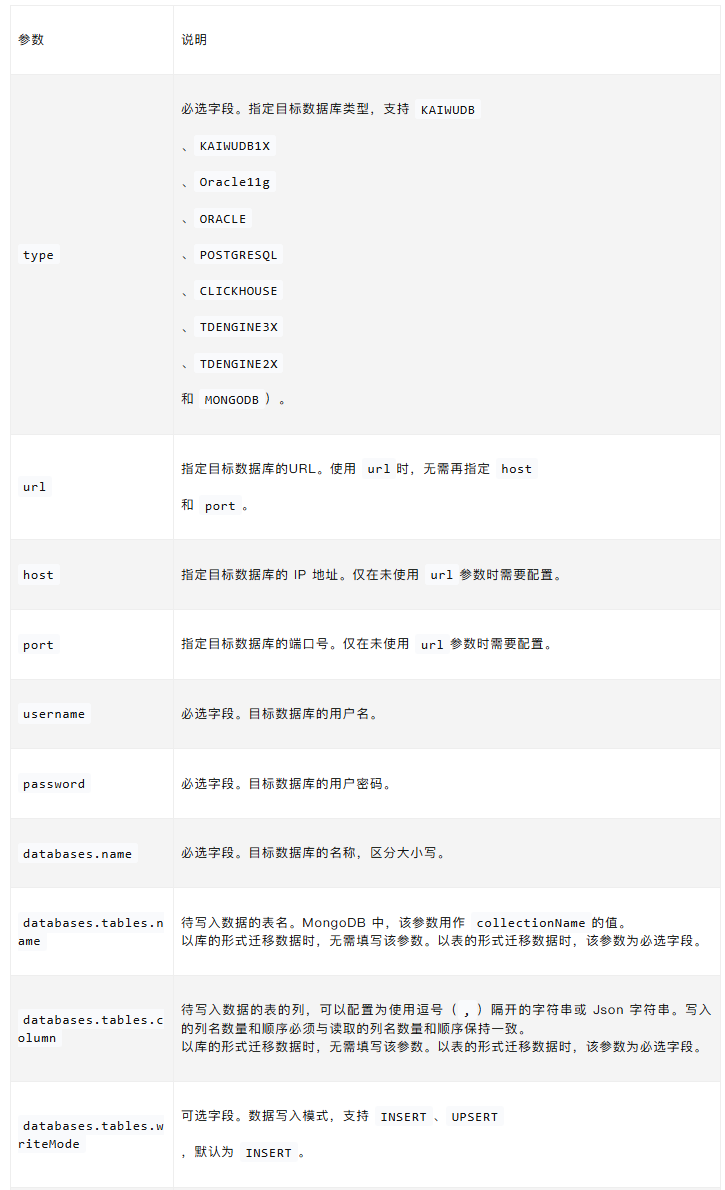 参数 说明
必选字段。指定目标数据库类型，支持 KAIWUDB
、 KAIWUDB1X
、 Oracle11g
、 ORACLE
type 、 POSTGRESQL
、 CLICKHOUSE
、 TDENGINE3X
、 TDENGINE2X
和 MONGODB ）。
指定目标数据库的URL。使用 url 时，无需再指定 host
url
和 port 。
host 指定目标数据库的 IP 地址。仅在未使用 url 参数时需要配置。
port 指定目标数据库的端口号。仅在未使用 url 参数时需要配置。
username 必选字段。目标数据库的用户名。
password 必选字段。目标数据库的用户密码。
databases.name 必选字段。目标数据库的名称，区分大小写。
databases.tables.n 待写入数据的表名。MongoDB 中，该参数用作 collectionName 的值。
ame 以库的形式迁移数据时，无需填写该参数。以表的形式迁移数据时，该参数为必选字段。
databases.tables.c 待写入数据的表的列，可以配置为使用逗号（ , ）隔开的字符串或 Json 字符串。写入
olumn 的列名数量和顺序必须与读取的列名数量和顺序保持一致。
以库的形式迁移数据时，无需填写该参数。以表的形式迁移数据时，该参数为必选字段。
databases.tables.w 可选字段。数据写入模式，支持 INSERT 、 UPSERT
riteMode ，默认为 INSERT 。